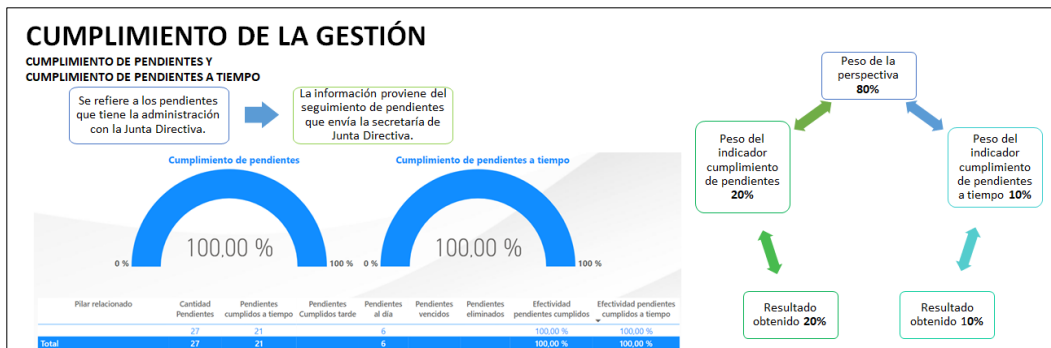 CUMPLIMIENTO DE LA GESTIÓN
CUMPLIMIENTO DE PENDIENTES Y
CUMPLIMIENTO DE PENDIENTES A TIEMPO
Se refiere a los pendientes
que tiene la administración
con la Junta Directiva.
La información proviene del
seguimiento de pendientes
que envía la secretaría de
Junta Directiva.
Cumplimiento de pendientes
100,00 %
0 %
100 %
Cumplimiento de pendientes a tiempo
100,00 %
0 %
100 %
Pilar relacionado Cantidad Pendientes Pendientes cumplidos a tiempo Pendientes Cumplidos tarde Pendientes al día Pendientes vencidos Pendientes eliminados Efectividad pendientes cumplidos Efectividad pendientes cumplidos a tiempo
27 21 6 100,00 % 100,00 %
Total 27 21 6 100,00 % 100,00 %
Peso de la
perspectiva
80%
Peso del
indicador
cumplimiento
de pendientes
20%
Peso del
indicador
cumplimiento
de pendientes
a tiempo 10%
Resultado
obtenido 20%
Resultado
obtenido 10%